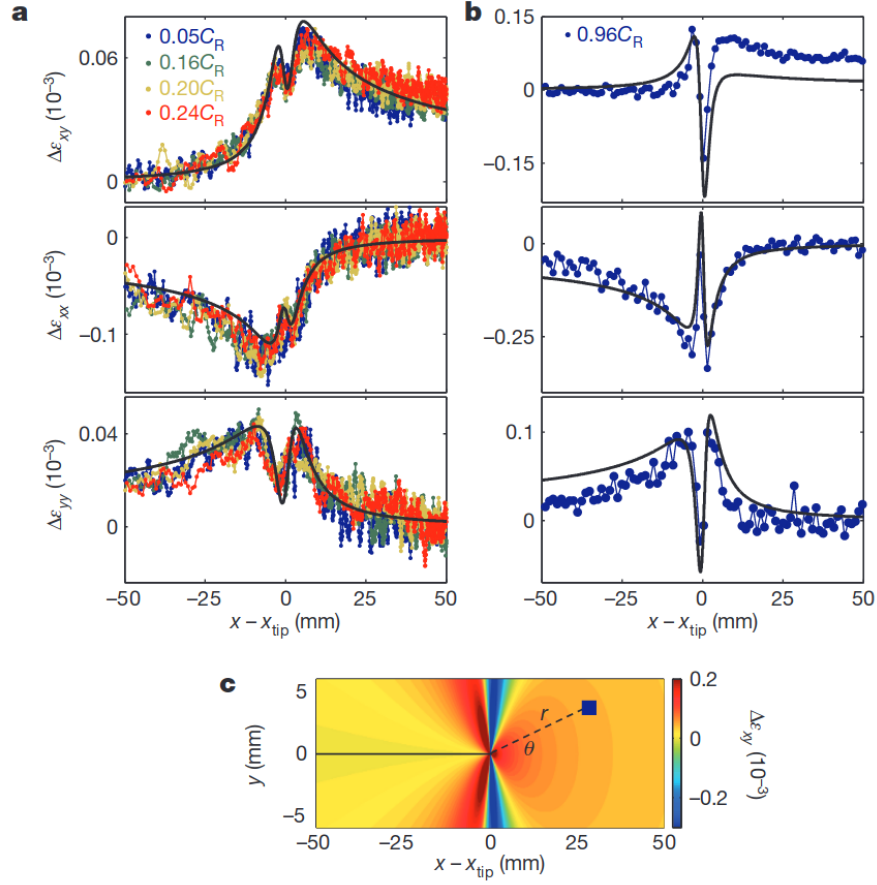 a
0.05C_R
0.16C_R
0.20C_R
0.24C_R
0.06
0
Δε_xy (10⁻³)
0
−0.1
Δε_xx (10⁻³)
0.04
0
Δε_yy (10⁻³)
−50 −25 0 25 50
x − x_tip (mm)
b
0.96C_R
0.15
0
−0.15
0
−0.25
0.1
0
−50 −25 0 25 50
x − x_tip (mm)
c
5
0
−5
y (mm)
r
θ
−50 −25 0 25 50
x − x_tip (mm)
0.2
0
−0.2
Δε_xy (10⁻³)